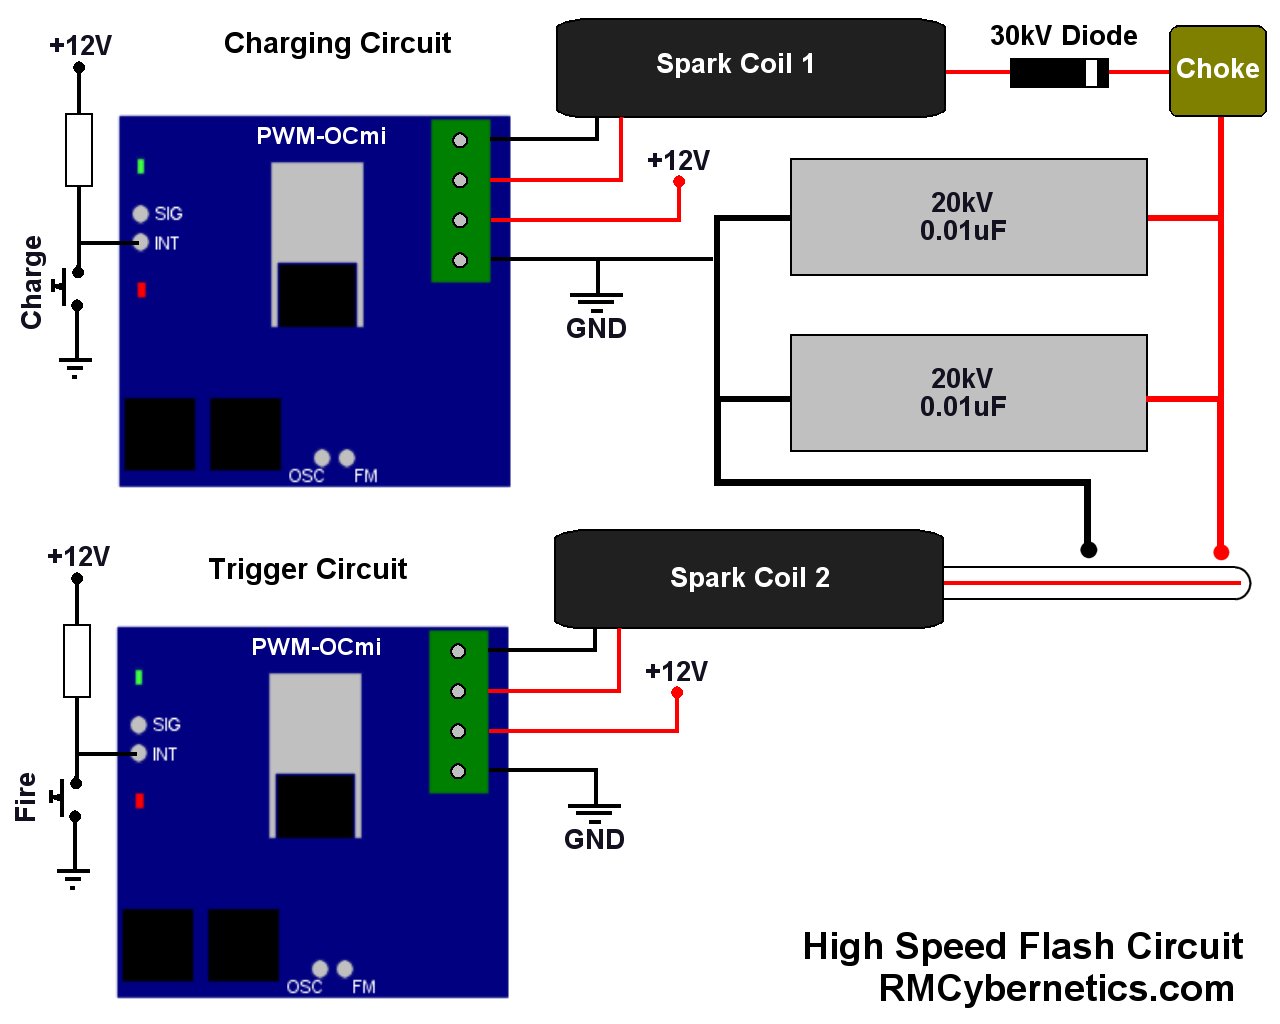 +12V
Charging Circuit
Spark Coil 1
30kV Diode
Choke
PWM-OCmi
+12V
SIG
INT
Charge
20kV
0.01uF
GND
20kV
0.01uF
OSC
FM
+12V
Trigger Circuit
Spark Coil 2
PWM-OCmi
+12V
SIG
INT
Fire
GND
OSC
FM
High Speed Flash Circuit
RMCybernetics.com